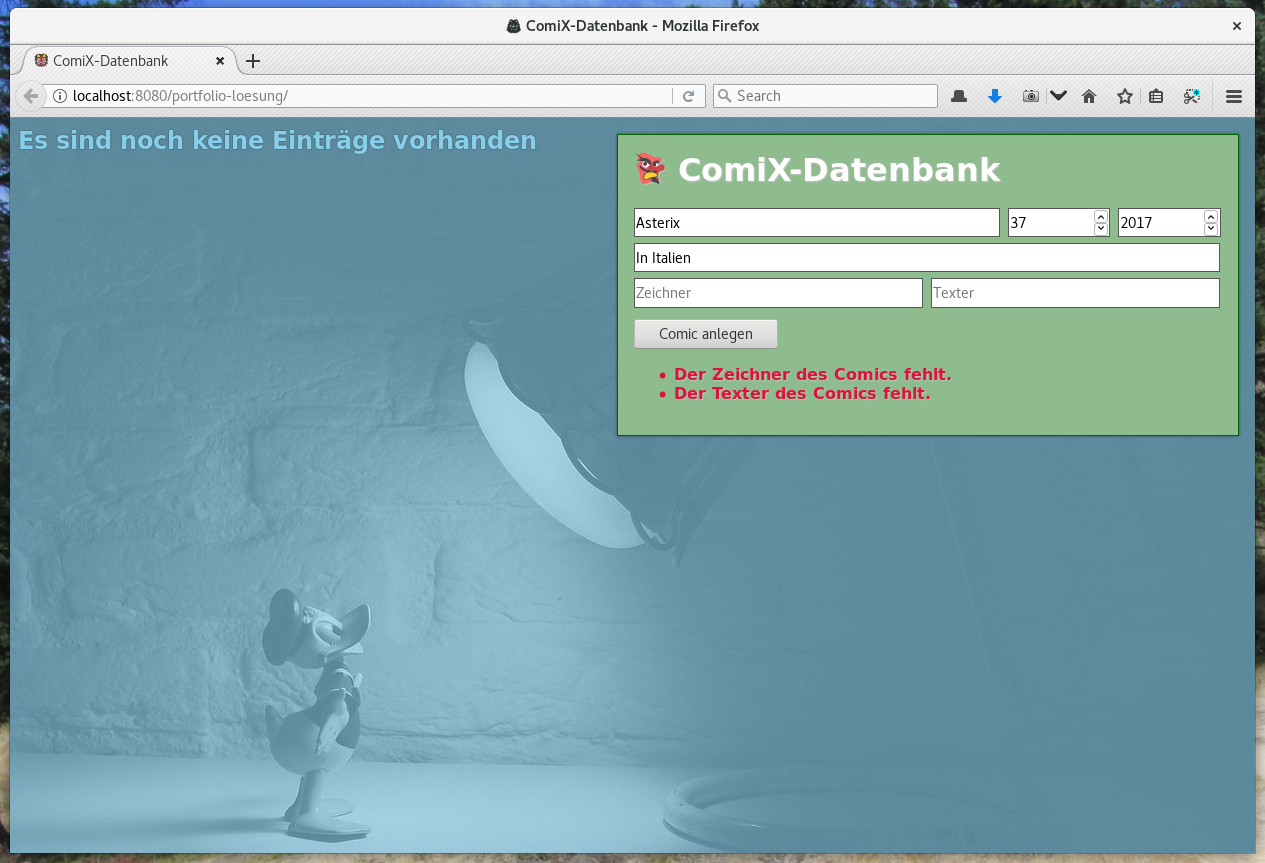 ComiX-Datenbank - Mozilla Firefox
ComiX-Datenbank
localhost:8080/portfolio-loesung/
Search
Es sind noch keine Einträge vorhanden
ComiX-Datenbank
Asterix 37 2017
In Italien
Zeichner Texter
Comic anlegen
• Der Zeichner des Comics fehlt.
• Der Texter des Comics fehlt.